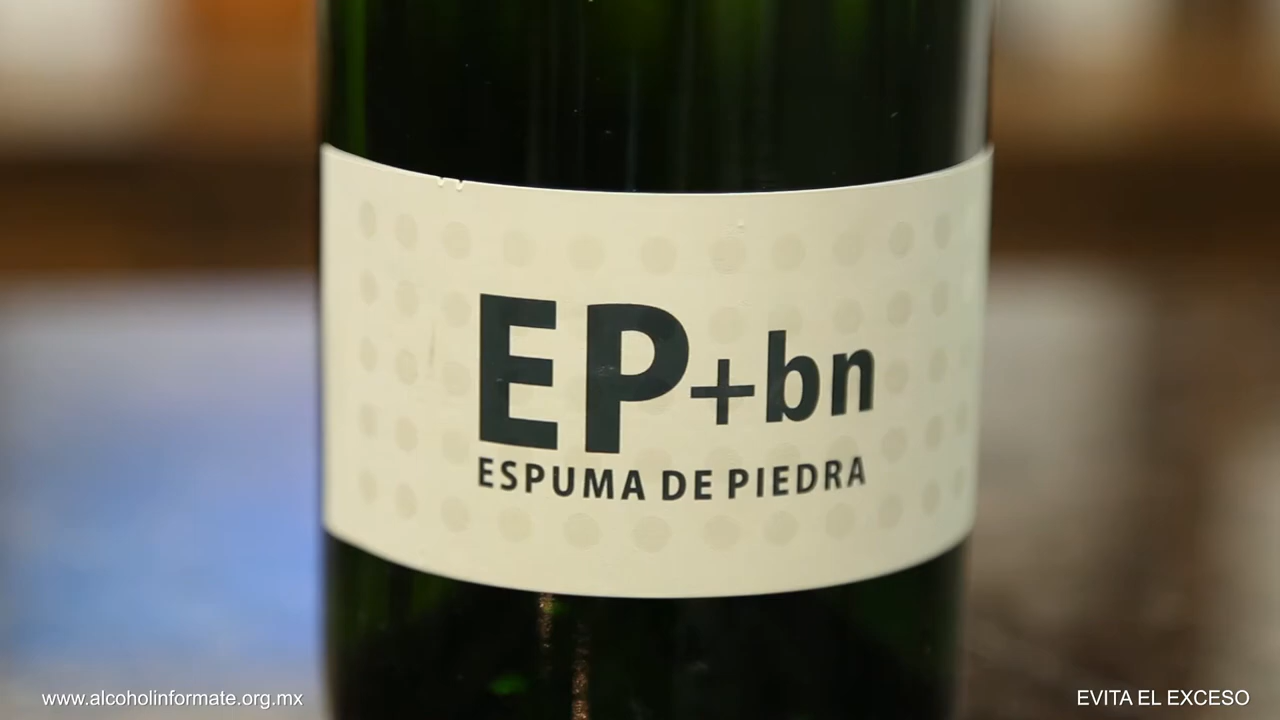 EP+bn
ESPUMA DE PIEDRA
www.alcoholinformate.org.mx
EVITA EL EXCESO